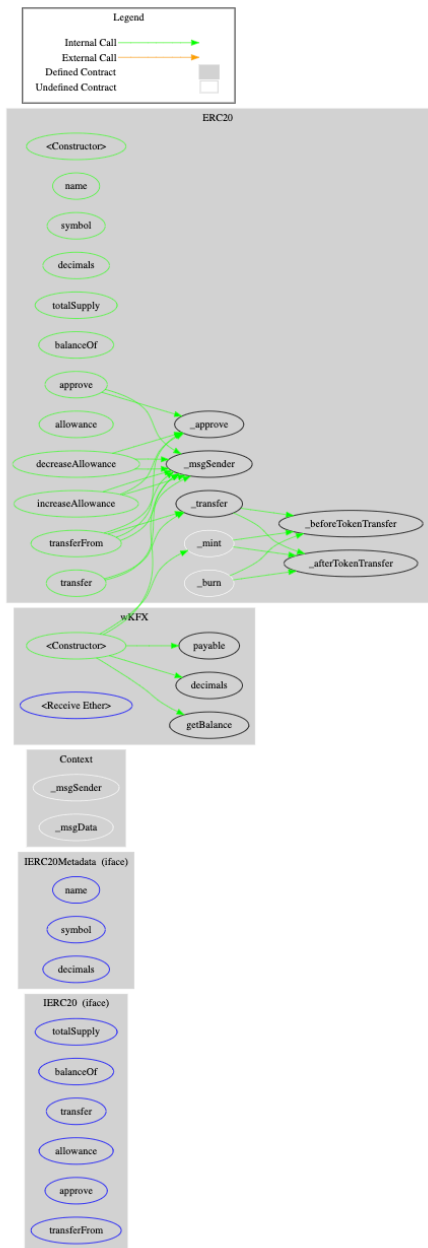 Legend
Internal Call
External Call
Defined Contract
Undefined Contract
ERC20
<Constructor>
name
symbol
decimals
totalSupply
balanceOf
approve
allowance
_approve
decreaseAllowance
_msgSender
increaseAllowance
_transfer
_beforeTokenTransfer
transferFrom
_mint
_afterTokenTransfer
transfer
_burn
wKFX
<Constructor>
payable
decimals
<Receive Ether>
getBalance
Context
_msgSender
_msgData
IERC20Metadata (iface)
name
symbol
decimals
IERC20 (iface)
totalSupply
balanceOf
transfer
allowance
approve
transferFrom